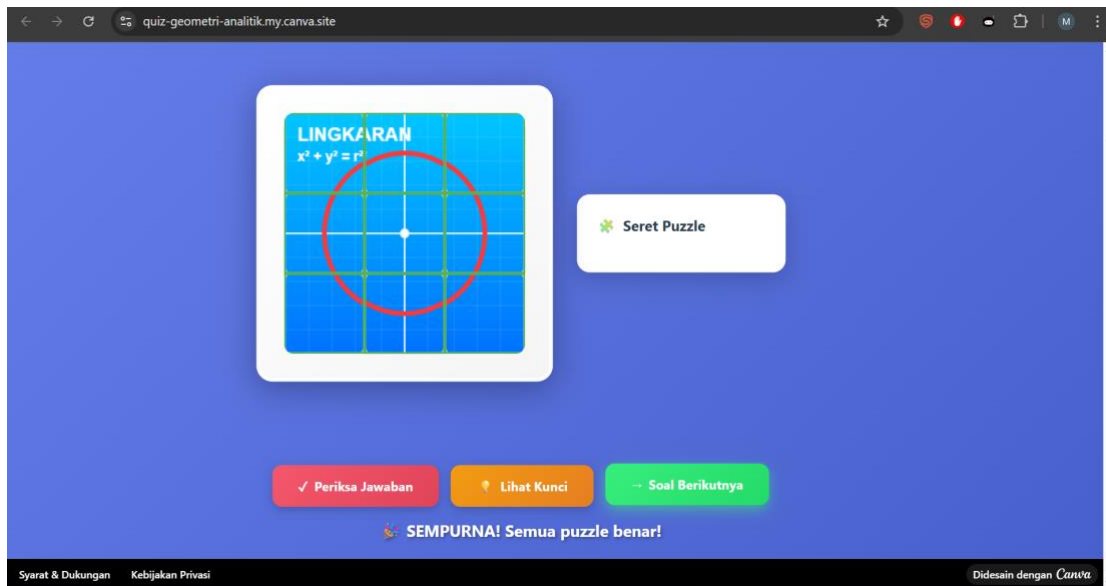 quiz-geometri-analitik.my.canva.site
M
LINGKARAN
x² + y² = r²
Seret Puzzle
✓ Periksa Jawaban
Lihat Kunci
→ Soal Berikutnya
SEMPURNA! Semua puzzle benar!
Syarat & Dukungan Kebijakan Privasi Didesain dengan Canva